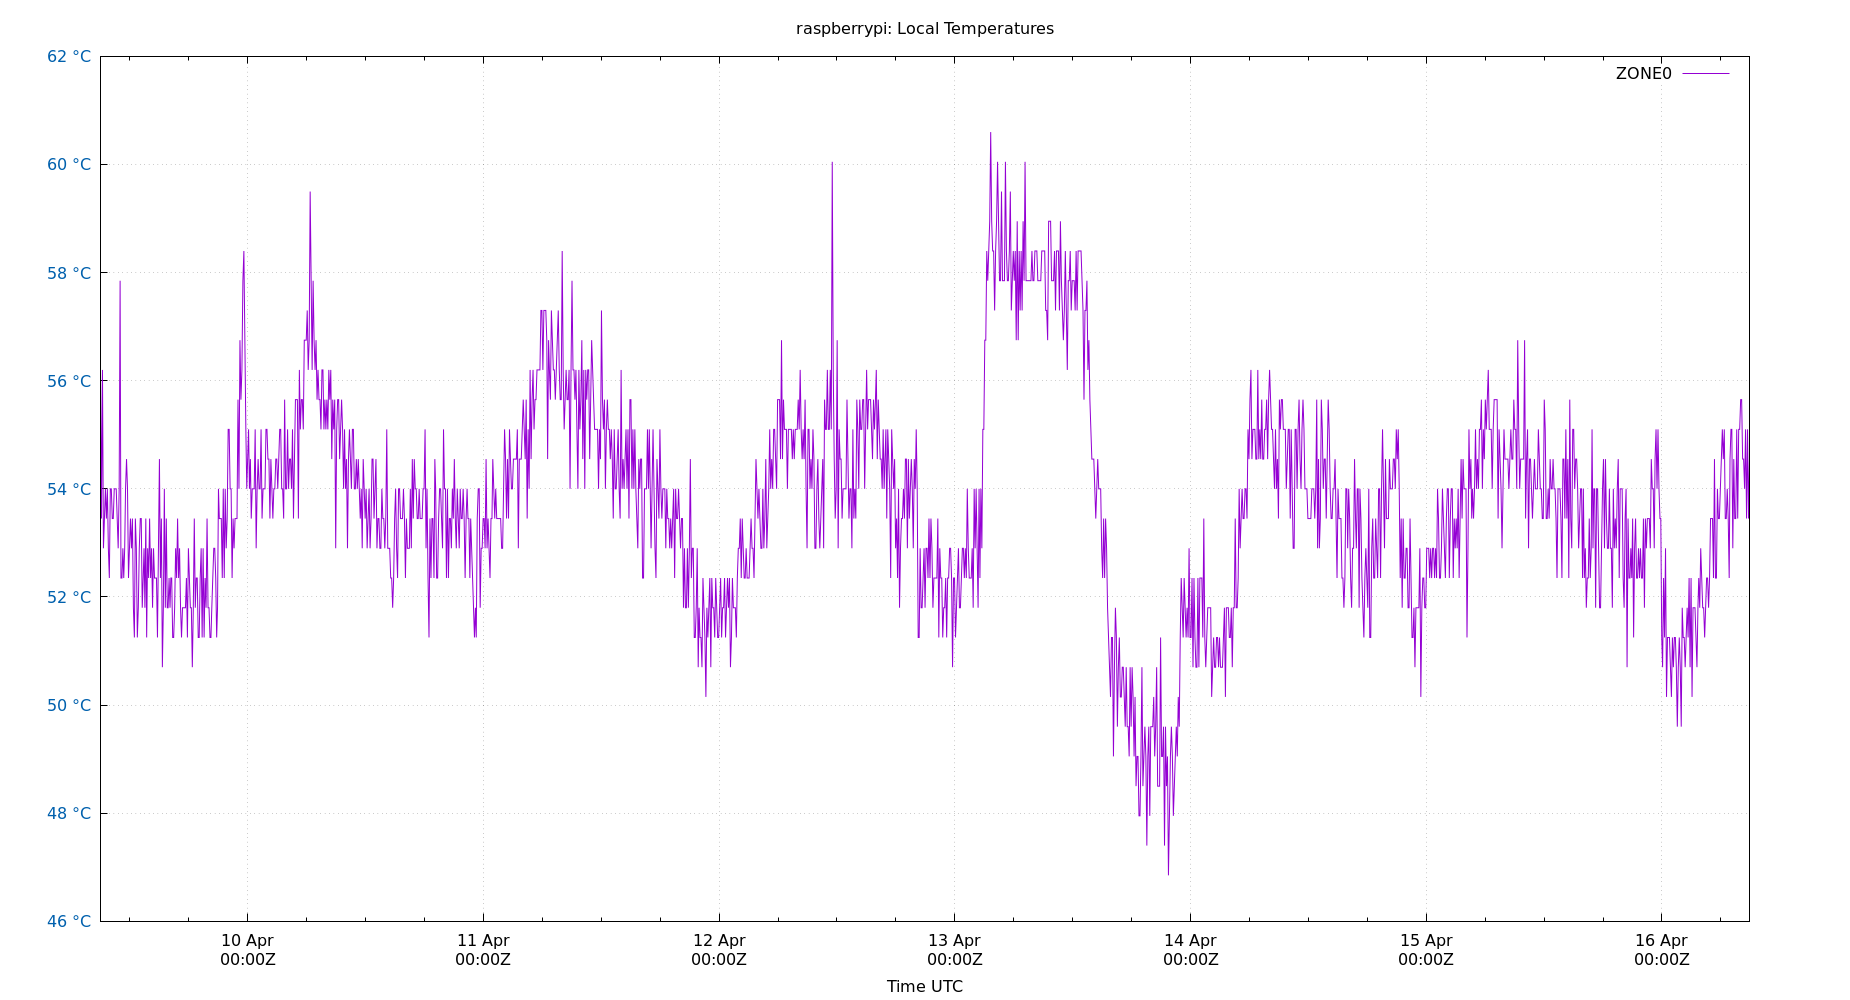 raspberrypi: Local Temperatures
ZONE0
62 °C
60 °C
58 °C
56 °C
54 °C
52 °C
50 °C
48 °C
46 °C
10 Apr
00:00Z
11 Apr
00:00Z
12 Apr
00:00Z
13 Apr
00:00Z
14 Apr
00:00Z
15 Apr
00:00Z
16 Apr
00:00Z
Time UTC